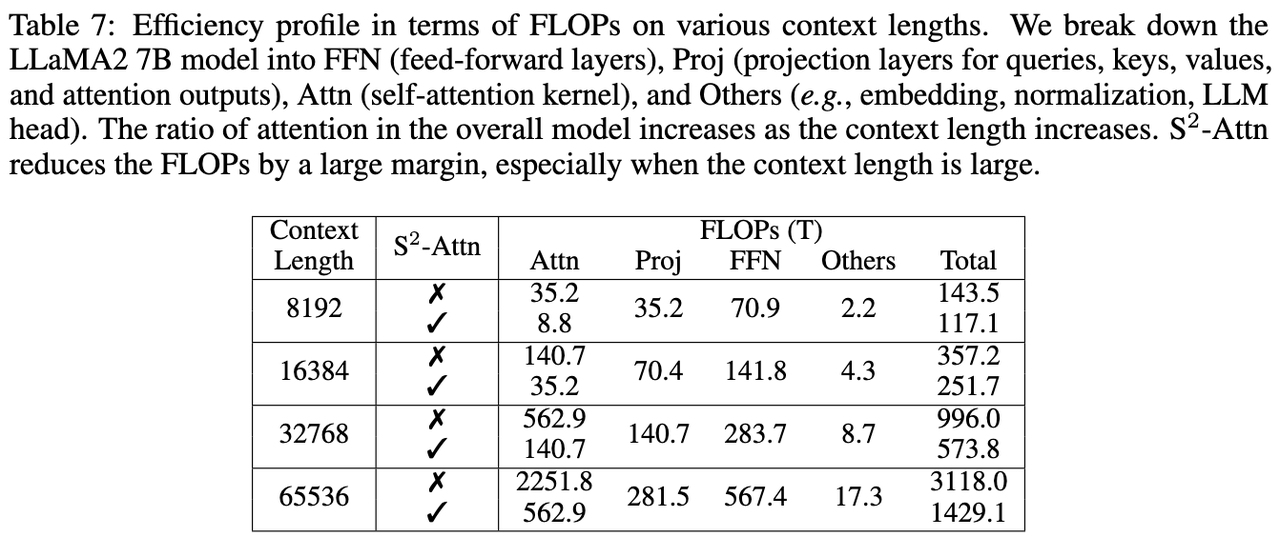 Table 7: Efficiency profile in terms of FLOPs on various context lengths. We break down the
LLaMA2 7B model into FFN (feed-forward layers), Proj (projection layers for queries, keys, values,
and attention outputs), Attn (self-attention kernel), and Others (e.g., embedding, normalization, LLM
head). The ratio of attention in the overall model increases as the context length increases. S²-Attn
reduces the FLOPs by a large margin, especially when the context length is large.
Context Length S²-Attn FLOPs (T)
Attn Proj FFN Others Total
8192 ✗ 35.2 35.2 70.9 2.2 143.5
✓ 8.8 117.1
16384 ✗ 140.7 70.4 141.8 4.3 357.2
✓ 35.2 251.7
32768 ✗ 562.9 140.7 283.7 8.7 996.0
✓ 140.7 573.8
65536 ✗ 2251.8 281.5 567.4 17.3 3118.0
✓ 562.9 1429.1